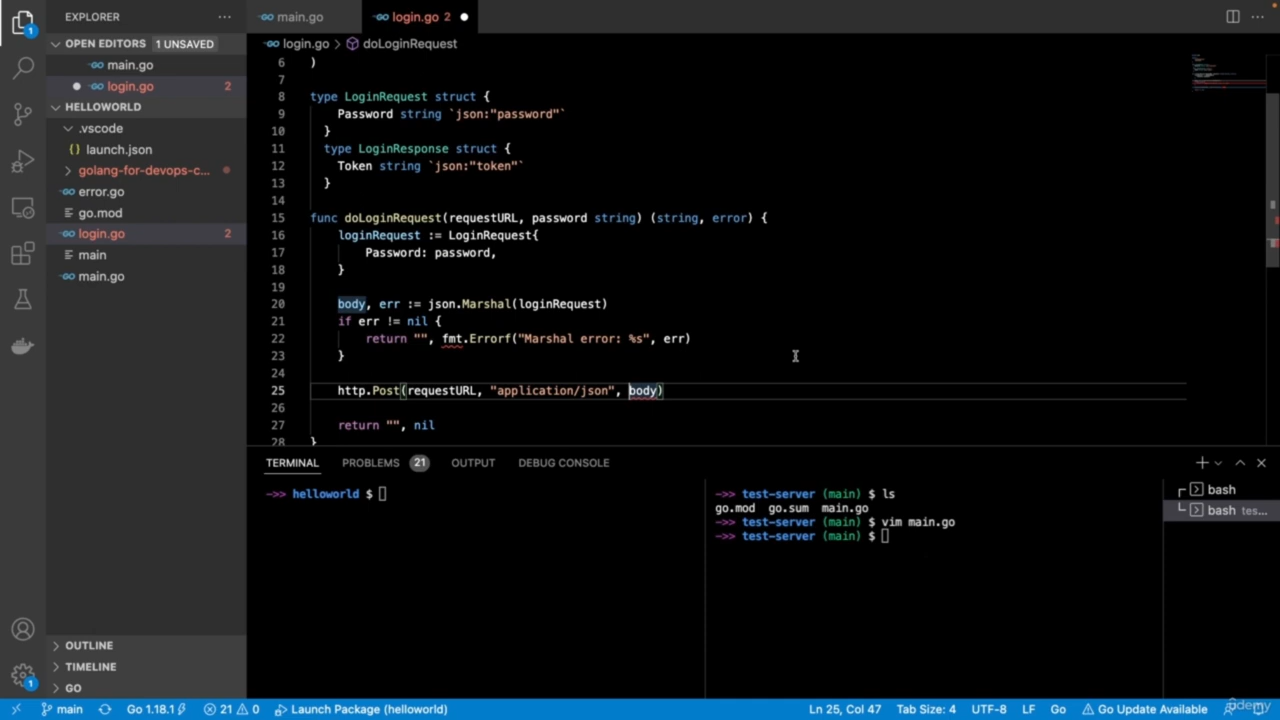 EXPLORER
main.go
login.go 2
OPEN EDITORS 1 UNSAVED
login.go > doLoginRequest
main.go
login.go 2
HELLOWORLD
.vscode
launch.json
golang-for-devops-c...
error.go
go.mod
login.go 2
main
main.go
6 )
7
8 type LoginRequest struct {
9 Password string `json:"password"`
10 }
11 type LoginResponse struct {
12 Token string `json:"token"`
13 }
14
15 func doLoginRequest(requestURL, password string) (string, error) {
16 loginRequest := LoginRequest{
17 Password: password,
18 }
19
20 body, err := json.Marshal(loginRequest)
21 if err != nil {
22 return "", fmt.Errorf("Marshal error: %s", err)
23 }
24
25 http.Post(requestURL, "application/json", body)
26
27 return "", nil
28 }
TERMINAL PROBLEMS 21 OUTPUT DEBUG CONSOLE
->> helloworld $
->> test-server (main) $ ls
go.mod go.sum main.go
->> test-server (main) $ vim main.go
->> test-server (main) $
bash
bash tes...
OUTLINE
TIMELINE
GO
1
1
main Go 1.18.1 21 0 Launch Package (helloworld) Ln 25, Col 47 Tab Size: 4 UTF-8 LF Go Go Update Available
Udemy